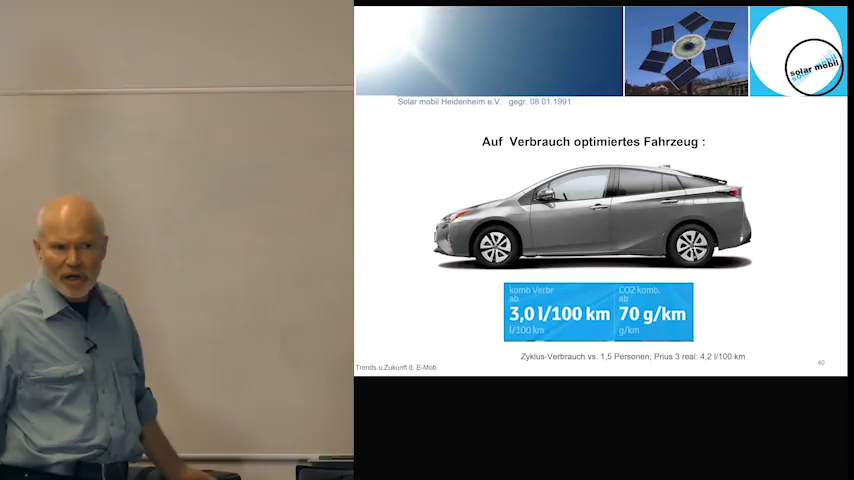 solar mobil
Solar mobil Heidenheim e.V. gegr. 08.01.1991
Auf Verbrauch optimiertes Fahrzeug :
komb Verbr
ab
3,0 l/100 km
l/100 km
CO2 komb.
ab
70 g/km
g/km
Zyklus-Verbrauch vs. 1,5 Personen; Prius 3 real: 4,2 l/100 km
Trends u.Zukunft d. E-Mob.
40